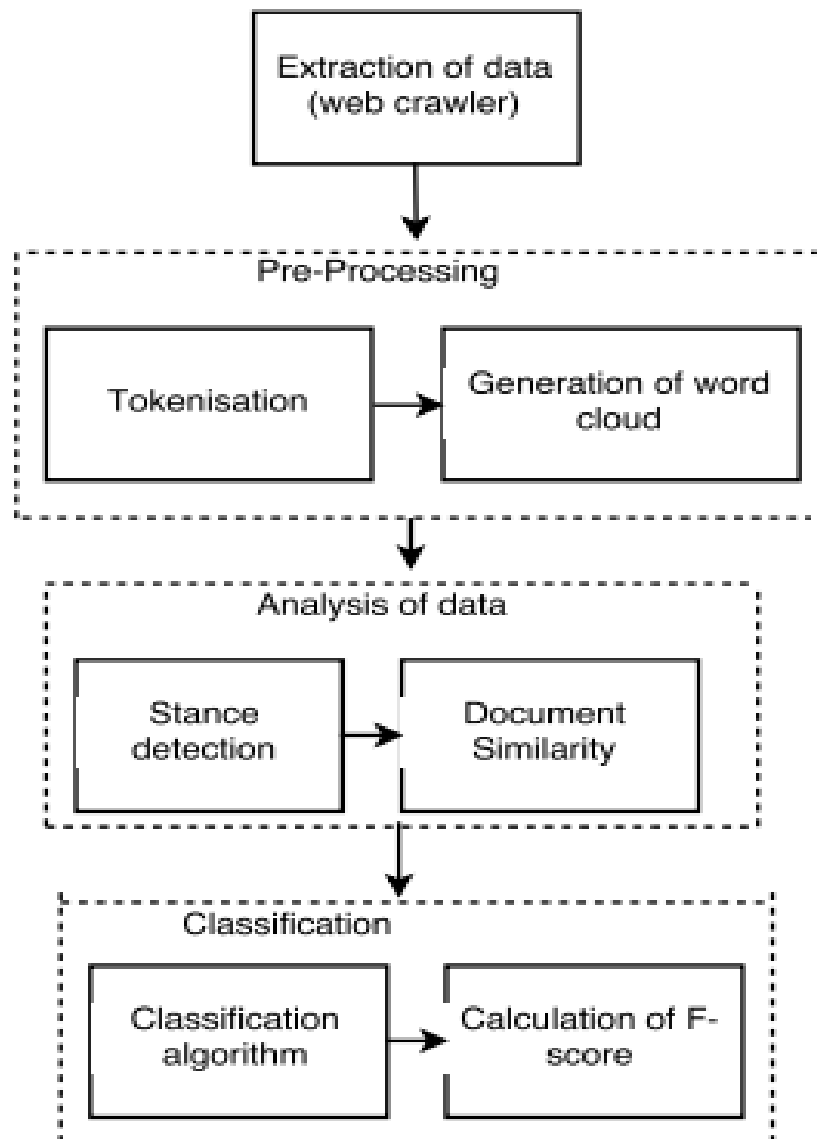 Extraction of data
(web crawler)
Pre-Processing
Tokenisation
Generation of word
cloud
Analysis of data
Stance
detection
Document
Similarity
Classification
Classification
algorithm
Calculation of F-
score